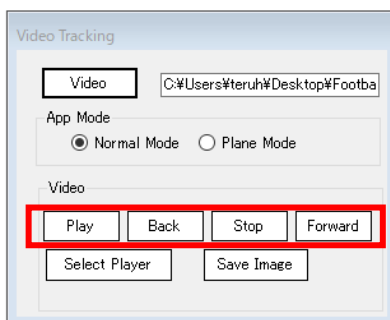 Video Tracking
Video C:¥Users¥teruh¥Desktop¥Footba
App Mode
Normal Mode Plane Mode
Video
Play Back Stop Forward
Select Player Save Image